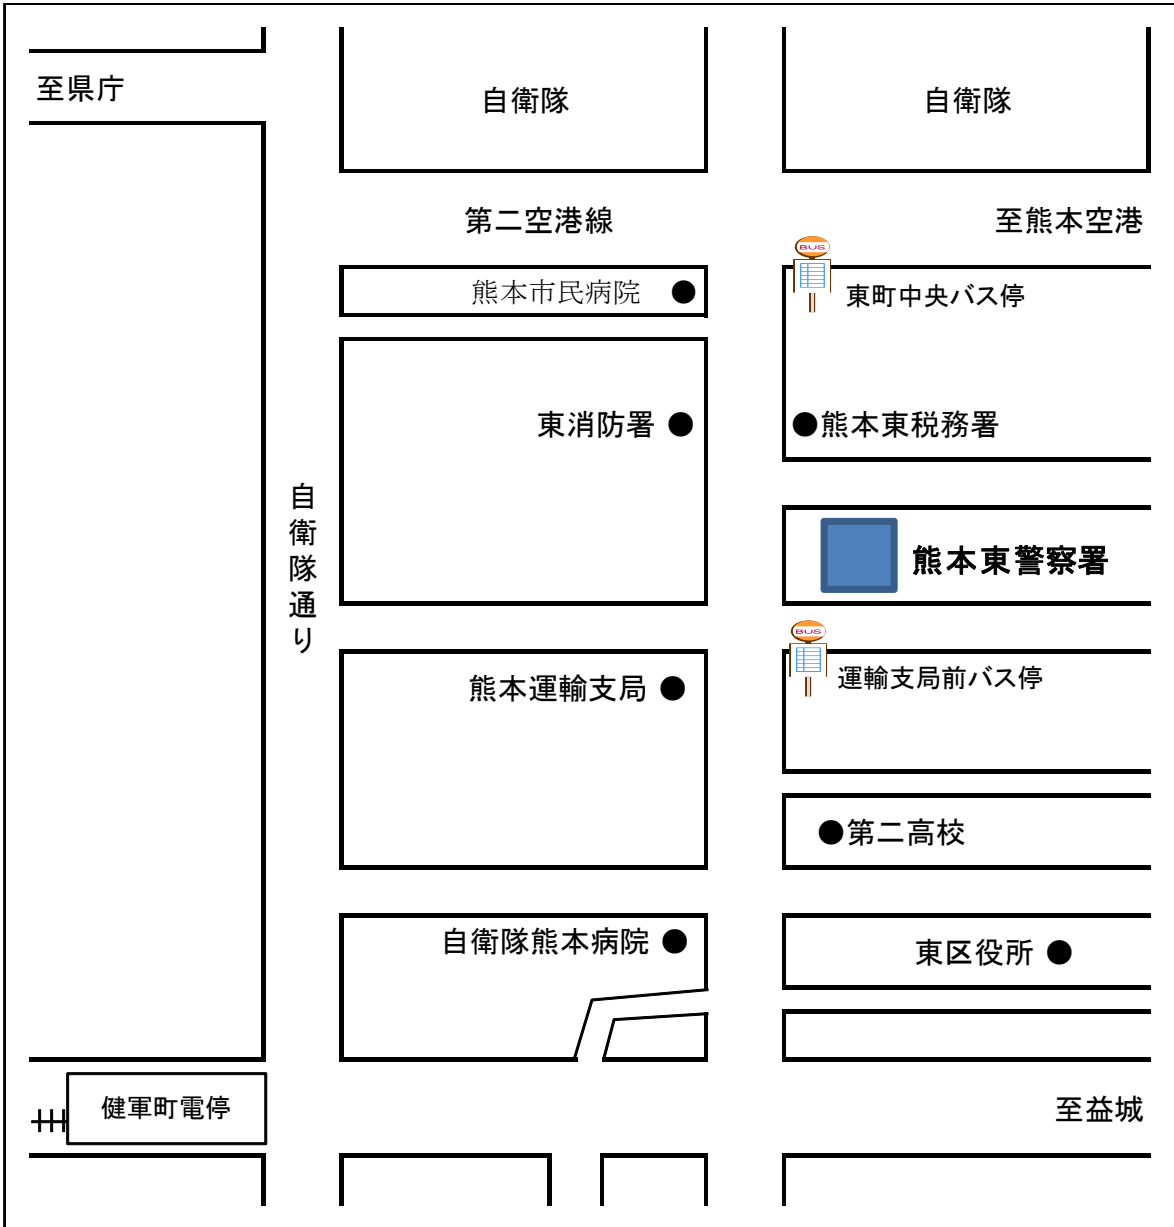 至県庁
自衛隊
自衛隊
第二空港線
至熊本空港
BUS
熊本市民病院
東町中央バス停
東消防署
熊本東税務署
自衛隊通り
熊本東警察署
BUS
熊本運輸支局
運輸支局前バス停
第二高校
自衛隊熊本病院
東区役所
健軍町電停
至益城